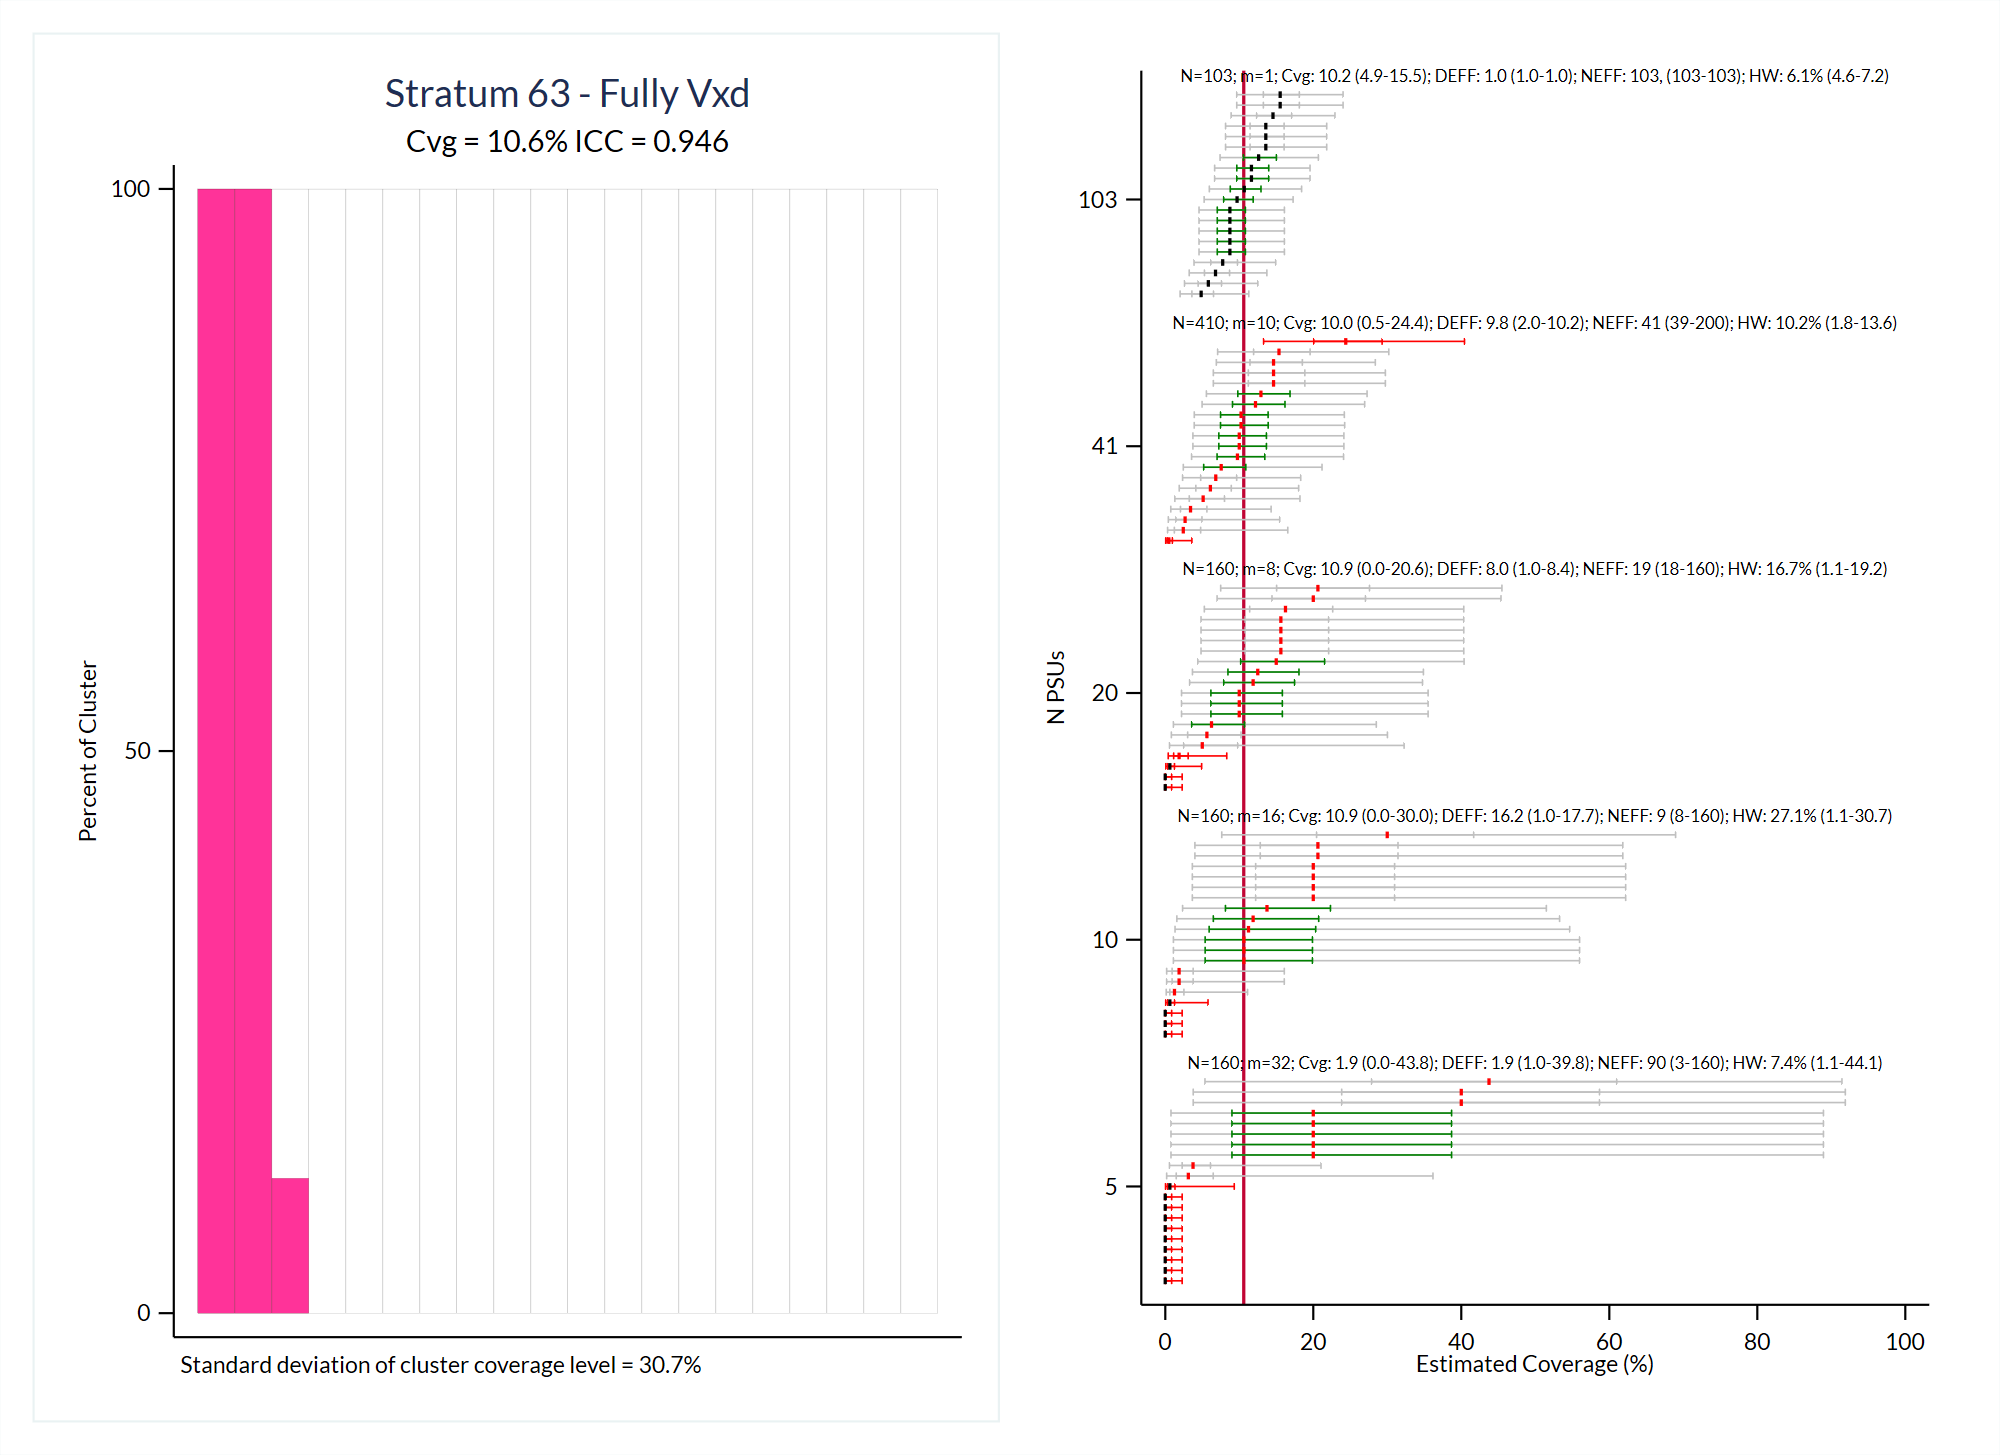 Stratum 63 - Fully Vxd
Cvg = 10.6% ICC = 0.946
100
50
0
Percent of Cluster
Standard deviation of cluster coverage level = 30.7%
N=103; m=1; Cvg: 10.2 (4.9-15.5); DEFF: 1.0 (1.0-1.0); NEFF: 103, (103-103); HW: 6.1% (4.6-7.2)
103
N=410; m=10; Cvg: 10.0 (0.5-24.4); DEFF: 9.8 (2.0-10.2); NEFF: 41 (39-200); HW: 10.2% (1.8-13.6)
41
N=160; m=8; Cvg: 10.9 (0.0-20.6); DEFF: 8.0 (1.0-8.4); NEFF: 19 (18-160); HW: 16.7% (1.1-19.2)
N PSUs
20
N=160; m=16; Cvg: 10.9 (0.0-30.0); DEFF: 16.2 (1.0-17.7); NEFF: 9 (8-160); HW: 27.1% (1.1-30.7)
10
N=160; m=32; Cvg: 1.9 (0.0-43.8); DEFF: 1.9 (1.0-39.8); NEFF: 90 (3-160); HW: 7.4% (1.1-44.1)
5
0 20 40 60 80 100
Estimated Coverage (%)